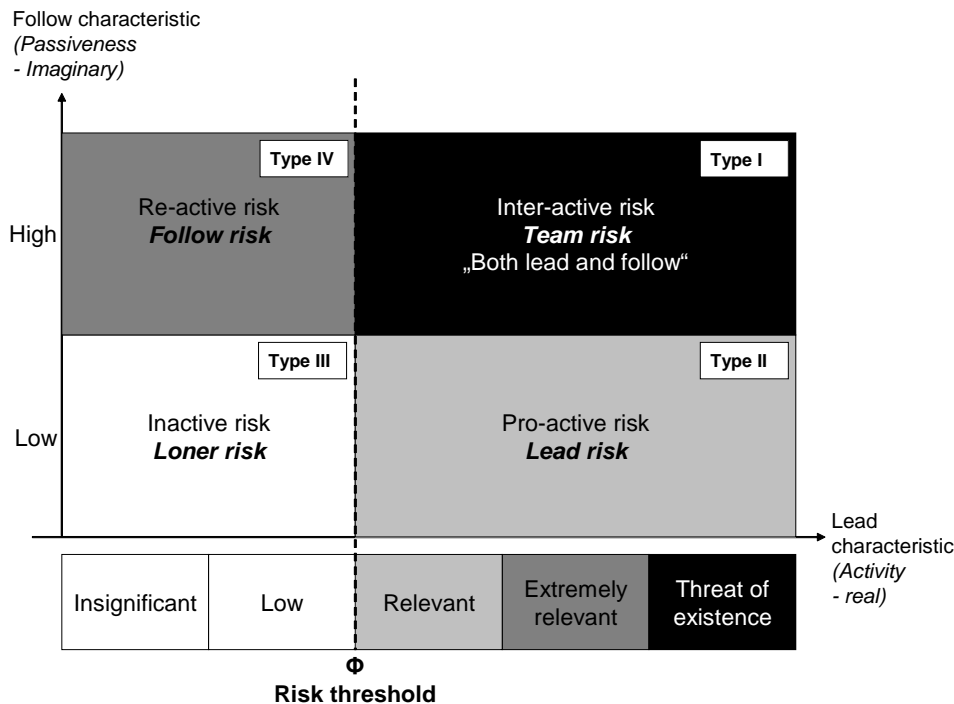 Follow characteristic
(Passiveness
- Imaginary)
Type IV
Type I
Re-active risk
Follow risk
Inter-active risk
Team risk
„Both lead and follow“
High
Type III
Type II
Inactive risk
Loner risk
Pro-active risk
Lead risk
Low
Lead
characteristic
(Activity
- real)
Insignificant
Low
Relevant
Extremely
relevant
Threat of
existence
Φ
Risk threshold